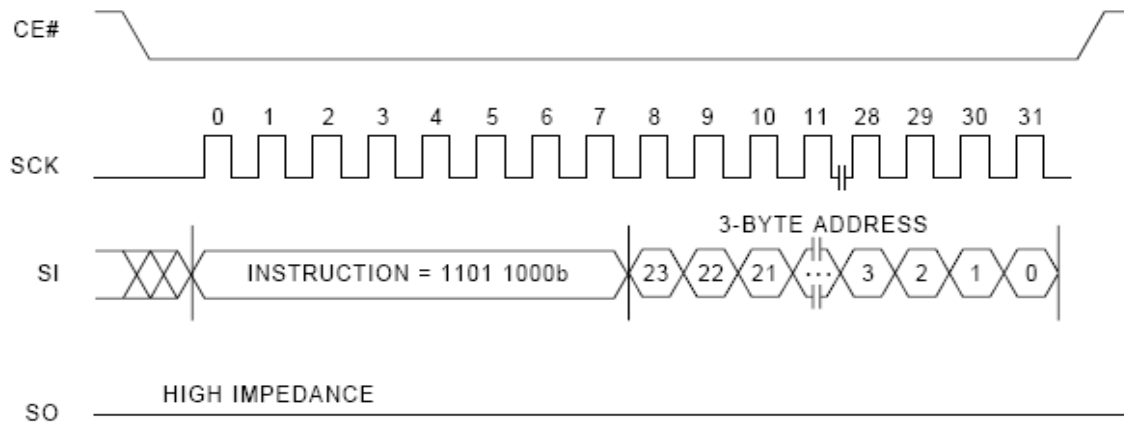 CE#
0 1 2 3 4 5 6 7 8 9 10 11 28 29 30 31
SCK
3-BYTE ADDRESS
SI INSTRUCTION = 1101 1000b 23 22 21 ... 3 2 1 0
HIGH IMPEDANCE
SO